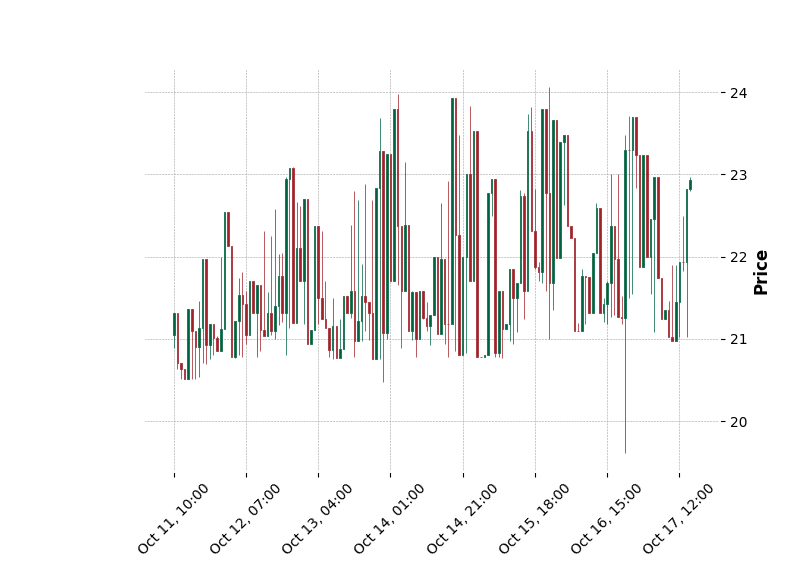 24
23
22
21
20
Price
Oct 11, 10:00
Oct 12, 07:00
Oct 13, 04:00
Oct 14, 01:00
Oct 14, 21:00
Oct 15, 18:00
Oct 16, 15:00
Oct 17, 12:00